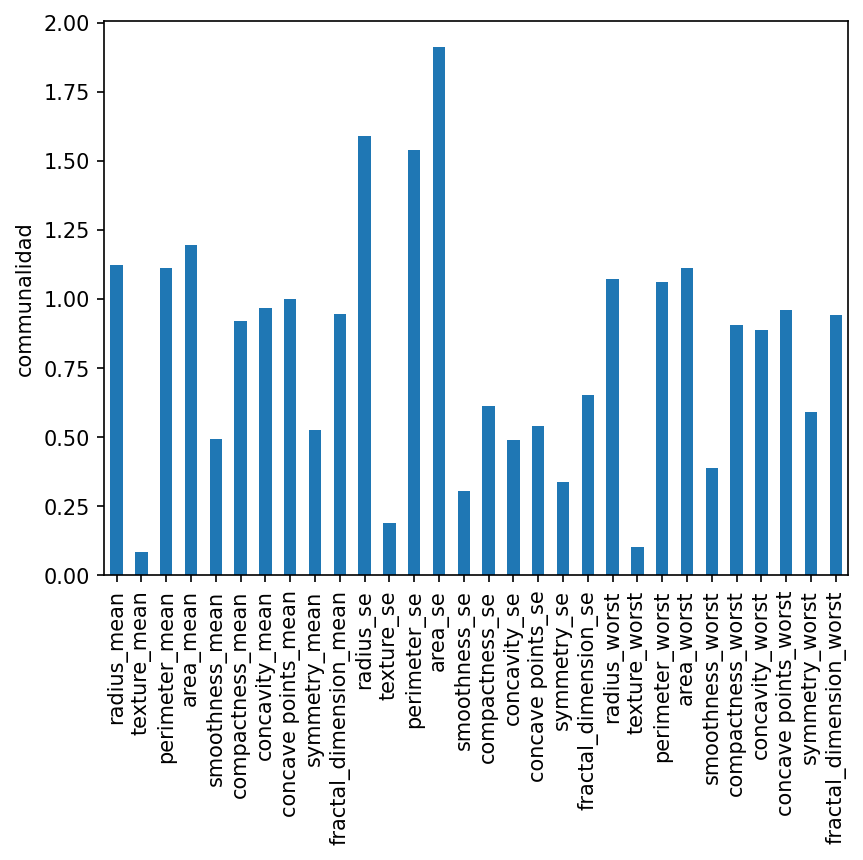 2.00
1.75
1.50
1.25
1.00
0.75
0.50
0.25
0.00
communalidad
radius_mean
texture_mean
perimeter_mean
area_mean
smoothness_mean
compactness_mean
concavity_mean
concave points_mean
symmetry_mean
fractal_dimension_mean
radius_se
texture_se
perimeter_se
area_se
smoothness_se
compactness_se
concavity_se
concave points_se
symmetry_se
fractal_dimension_se
radius_worst
texture_worst
perimeter_worst
area_worst
smoothness_worst
compactness_worst
concavity_worst
concave points_worst
symmetry_worst
fractal_dimension_worst